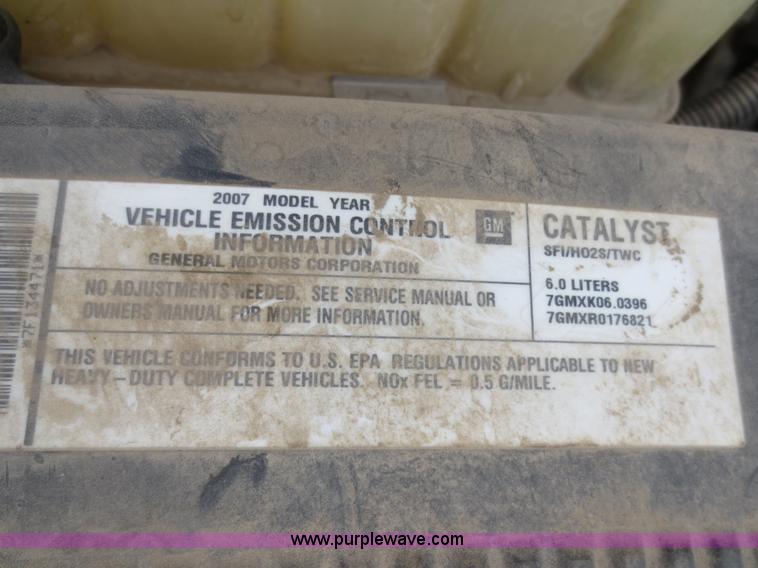 2007 MODEL YEAR
VEHICLE EMISSION CONTROL
INFORMATION
GENERAL MOTORS CORPORATION
GM
CATALYST
SFI/HO2S/TWC
NO ADJUSTMENTS NEEDED. SEE SERVICE MANUAL OR
OWNERS MANUAL FOR MORE INFORMATION.
6.0 LITERS
7GMXK06.0396
7GMXR0176821
THIS VEHICLE CONFORMS TO U.S. EPA REGULATIONS APPLICABLE TO NEW
HEAVY-DUTY COMPLETE VEHICLES. NOx FEL = 0.5 G/MILE.
www.purplewave.com